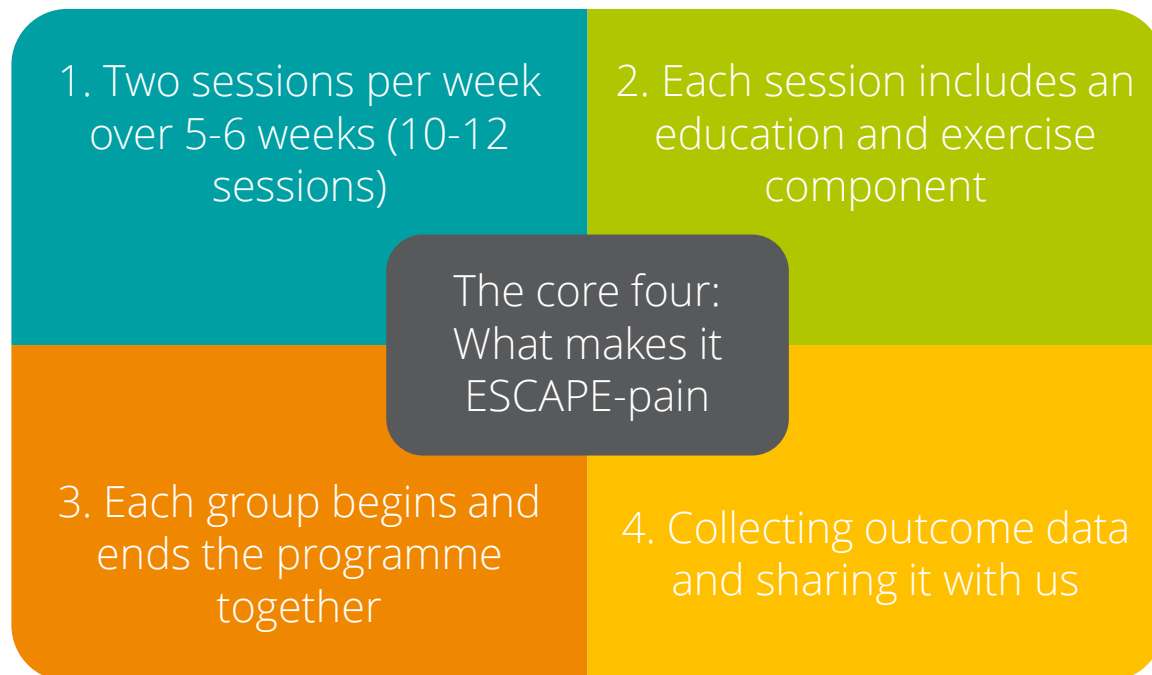 1. Two sessions per week
over 5-6 weeks (10-12
sessions)
2. Each session includes an
education and exercise
component
The core four:
What makes it
ESCAPE-pain
3. Each group begins and
ends the programme
together
4. Collecting outcome data
and sharing it with us